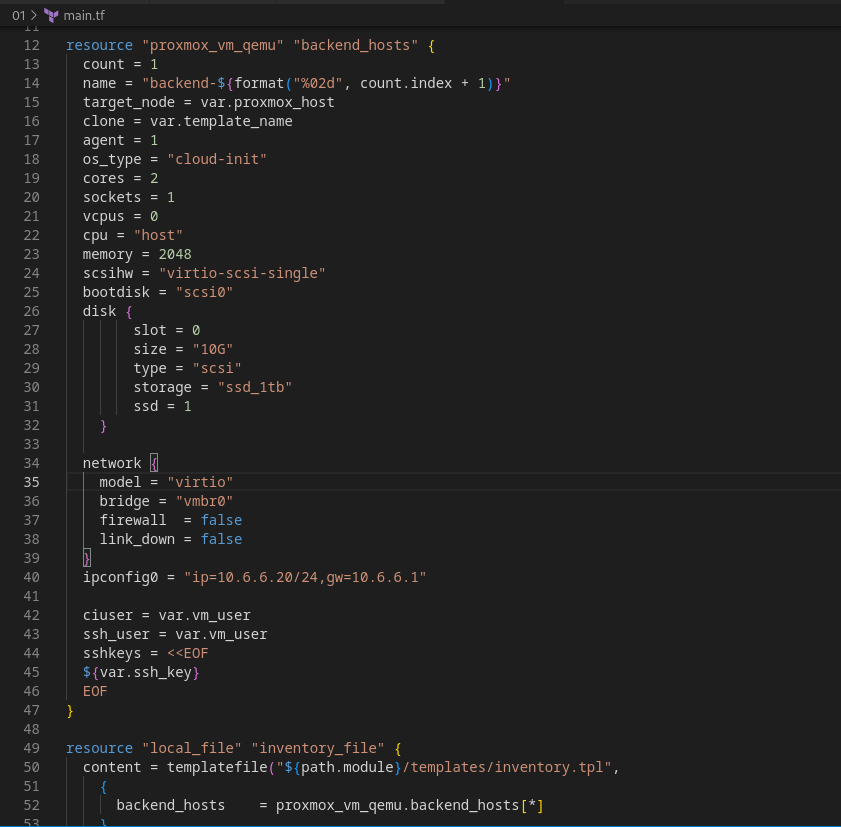 01 > main.tf
11
12 resource "proxmox_vm_qemu" "backend_hosts" {
13   count = 1
14   name = "backend-${format("%02d", count.index + 1)}"
15   target_node = var.proxmox_host
16   clone = var.template_name
17   agent = 1
18   os_type = "cloud-init"
19   cores = 2
20   sockets = 1
21   vcpus = 0
22   cpu = "host"
23   memory = 2048
24   scsihw = "virtio-scsi-single"
25   bootdisk = "scsi0"
26   disk {
27         slot = 0
28         size = "10G"
29         type = "scsi"
30         storage = "ssd_1tb"
31         ssd = 1
32     }
33
34   network {
35     model = "virtio"
36     bridge = "vmbr0"
37     firewall  = false
38     link_down = false
39   }
40   ipconfig0 = "ip=10.6.6.20/24,gw=10.6.6.1"
41
42   ciuser = var.vm_user
43   ssh_user = var.vm_user
44   sshkeys = <<EOF
45   ${var.ssh_key}
46   EOF
47 }
48
49 resource "local_file" "inventory_file" {
50   content = templatefile("${path.module}/templates/inventory.tpl",
51     {
52       backend_hosts    = proxmox_vm_qemu.backend_hosts[*]
53     }